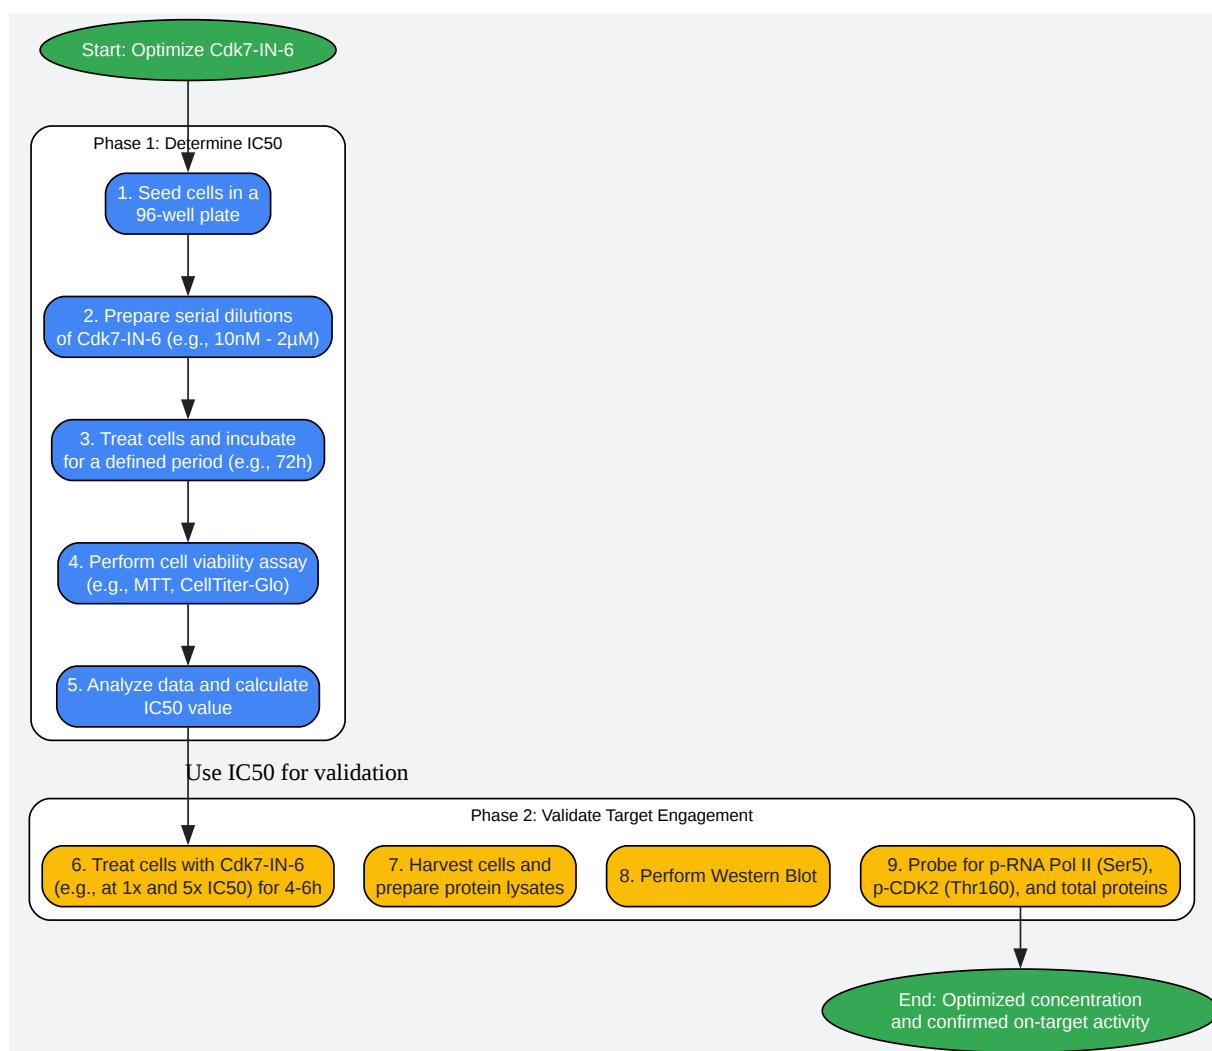 Start: Optimize Cdk7-IN-6
Phase 1: Determine IC50
1. Seed cells in a
96-well plate
2. Prepare serial dilutions
of Cdk7-IN-6 (e.g., 10nM - 2µM)
3. Treat cells and incubate
for a defined period (e.g., 72h)
4. Perform cell viability assay
(e.g., MTT, CellTiter-Glo)
5. Analyze data and calculate
IC50 value
Use IC50 for validation
Phase 2: Validate Target Engagement
6. Treat cells with Cdk7-IN-6
(e.g., at 1x and 5x IC50) for 4-6h
7. Harvest cells and
prepare protein lysates
8. Perform Western Blot
9. Probe for p-RNA Pol II (Ser5),
p-CDK2 (Thr160), and total proteins
End: Optimized concentration
and confirmed on-target activity